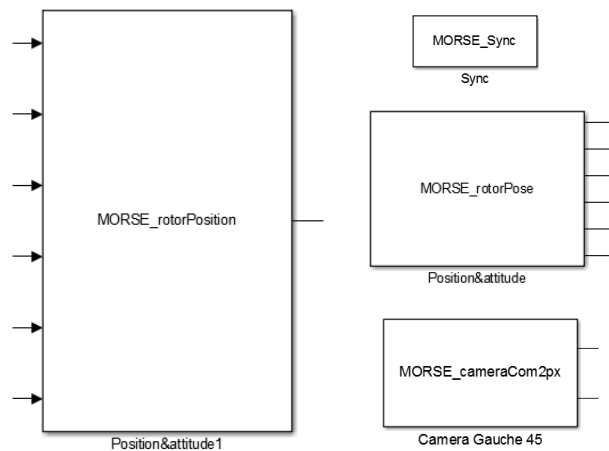 MORSE_rotorPosition
Position&attitude1
MORSE_Sync
Sync
MORSE_rotorPose
Position&attitude
MORSE_cameraCom2px
Camera Gauche 45